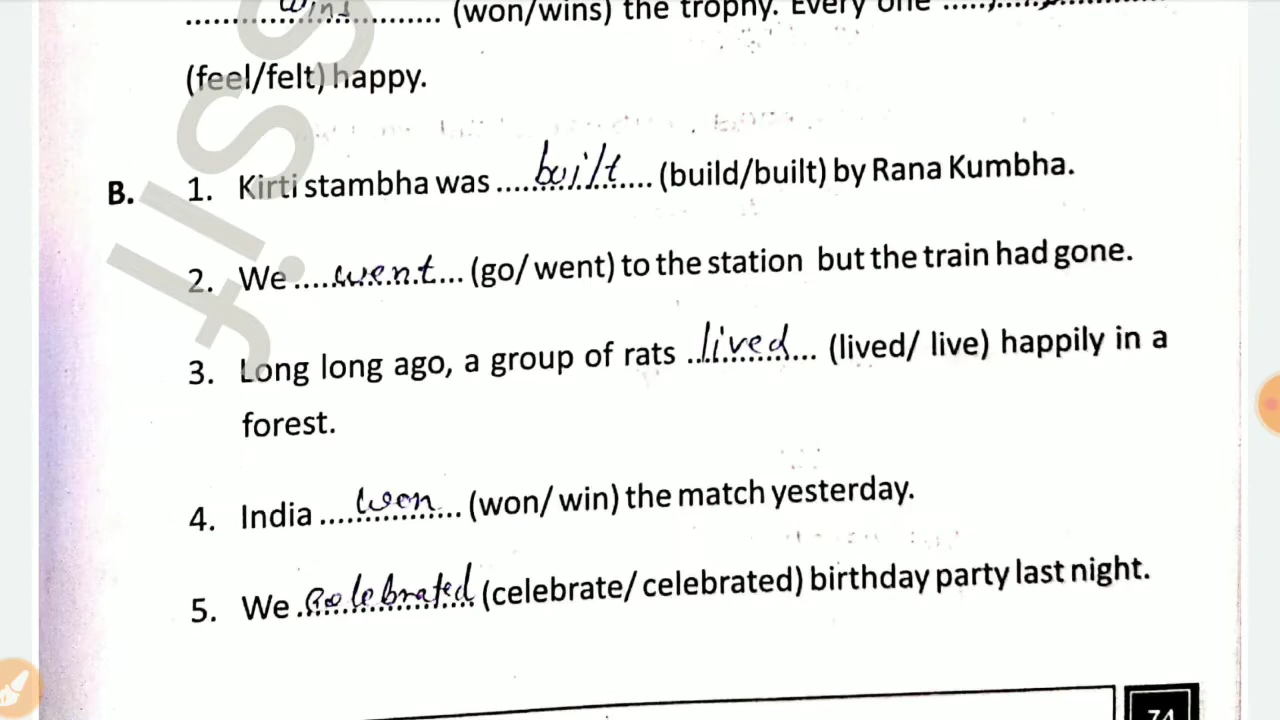 ............wins............ (won/wins) the trophy. Every one ..............
(feel/felt) happy.
B. 1. Kirti stambha was ......built...... (build/built) by Rana Kumbha.
2. We ....went... (go/ went) to the station but the train had gone.
3. Long long ago, a group of rats ..lived... (lived/ live) happily in a
forest.
4. India ....won.... (won/ win) the match yesterday.
5. We .celebrated (celebrate/ celebrated) birthday party last night.
74